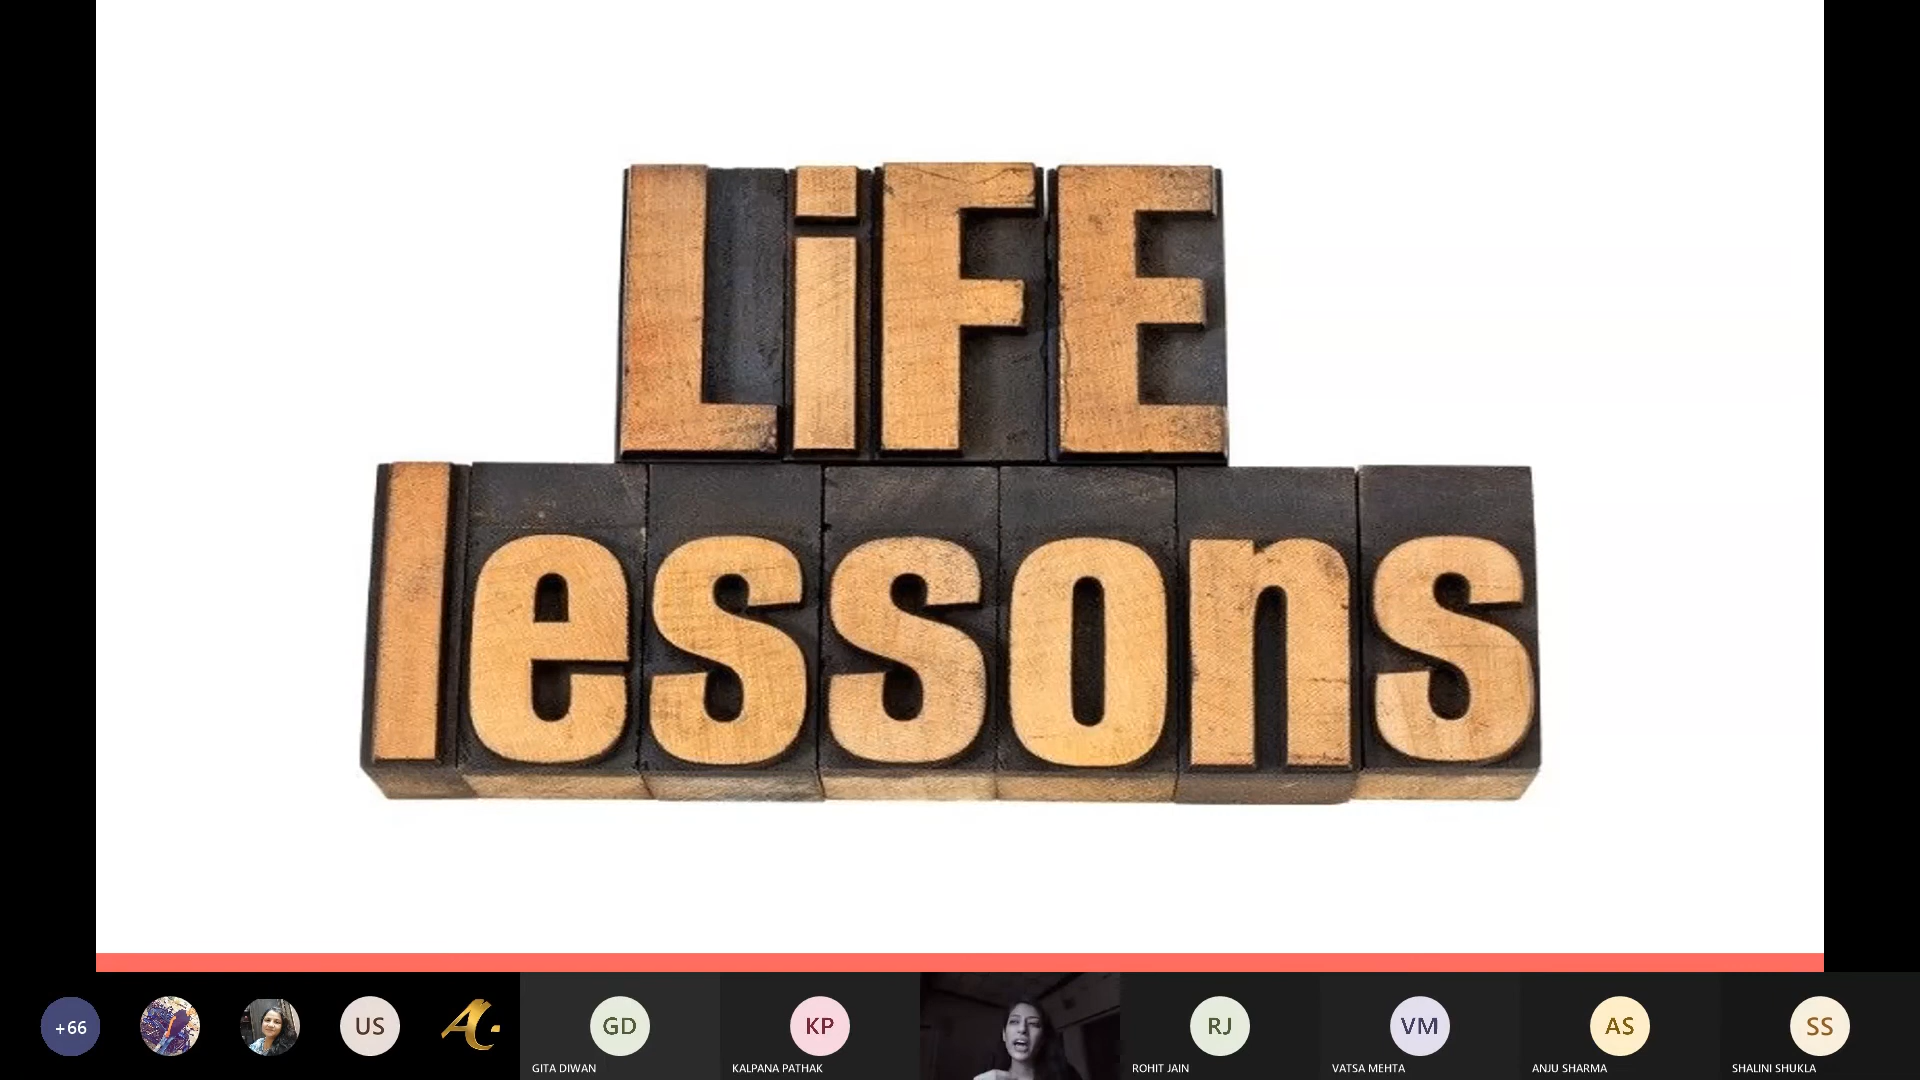 LiFE
lessons
+66
US
AC.
GD
KP
RJ
VM
AS
SS
GITA DIWAN
KALPANA PATHAK
ROHIT JAIN
VATSA MEHTA
ANJU SHARMA
SHALINI SHUKLA